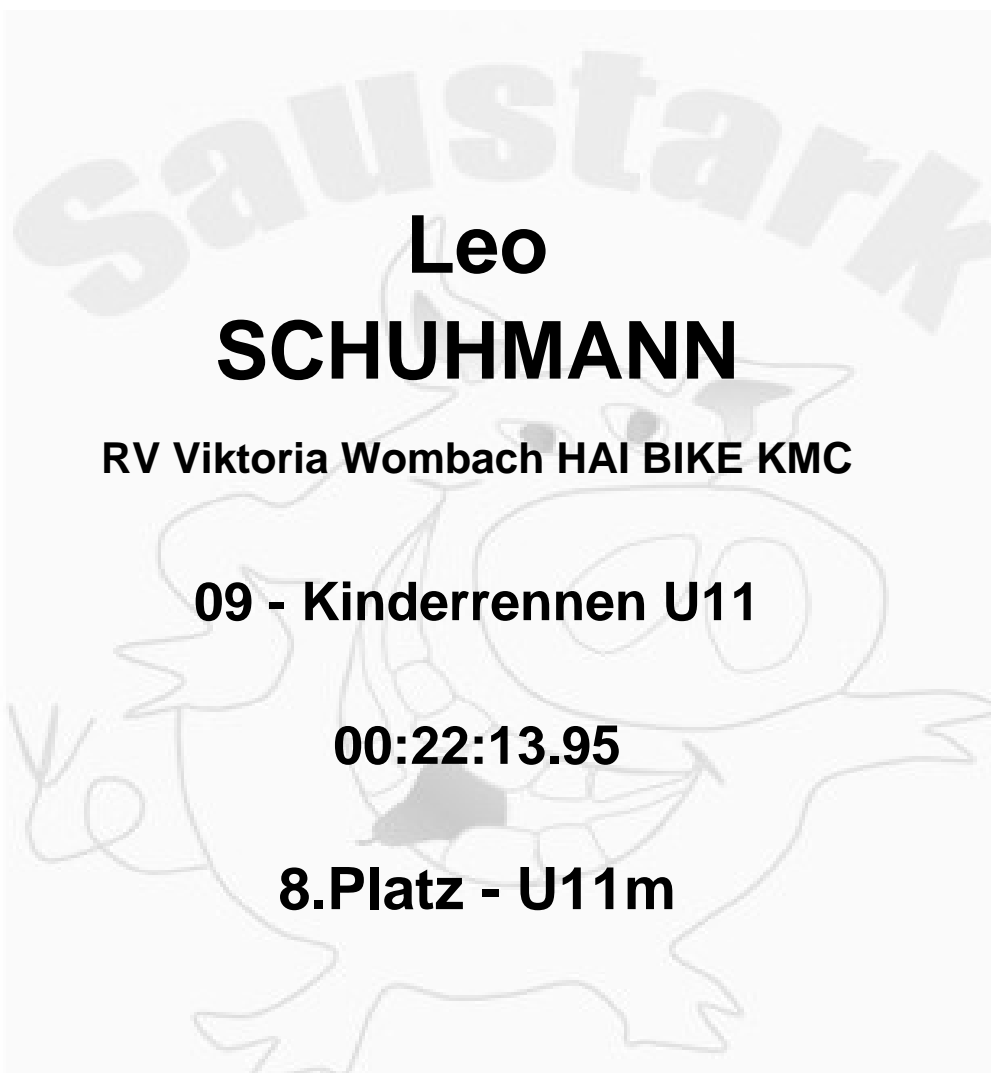 Saustark
Leo
SCHUHMANN
RV Viktoria Wombach HAI BIKE KMC
09 - Kinderrennen U11
00:22:13.95
8.Platz - U11m